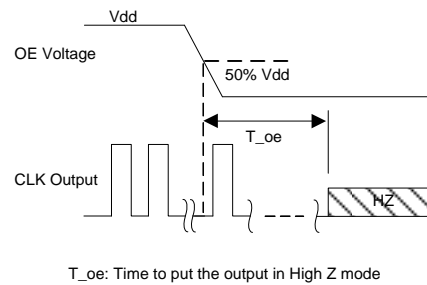 Vdd
OE Voltage
50% Vdd
T_oe
CLK Output
HZ
T_oe: Time to put the output in High Z mode